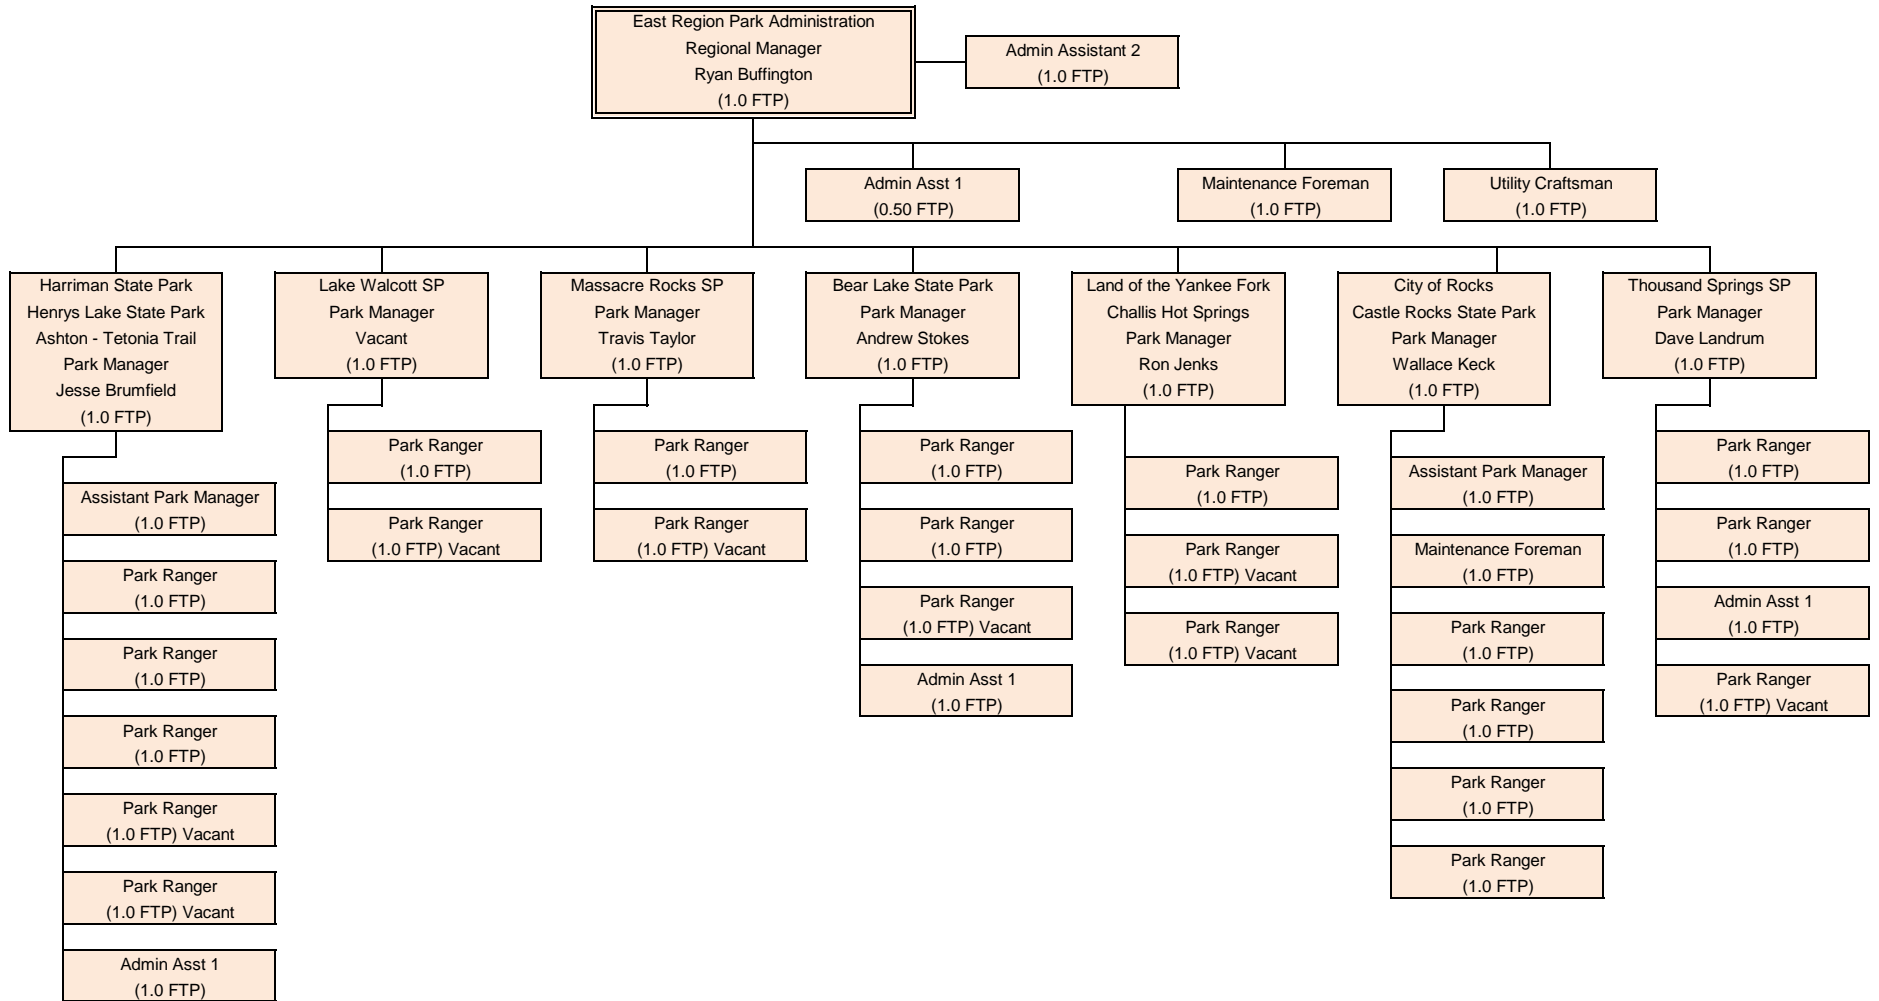 East Region Park Administration
Regional Manager
Ryan Buffington
(1.0 FTP)
Admin Assistant 2
(1.0 FTP)
Admin Asst 1
(0.50 FTP)
Maintenance Foreman
(1.0 FTP)
Utility Craftsman
(1.0 FTP)
Harriman State Park
Henrys Lake State Park
Ashton - Tetonia Trail
Park Manager
Jesse Brumfield
(1.0 FTP)
Assistant Park Manager
(1.0 FTP)
Park Ranger
(1.0 FTP)
Park Ranger
(1.0 FTP)
Park Ranger
(1.0 FTP)
Park Ranger
(1.0 FTP) Vacant
Park Ranger
(1.0 FTP) Vacant
Admin Asst 1
(1.0 FTP)
Lake Walcott SP
Park Manager
Vacant
(1.0 FTP)
Park Ranger
(1.0 FTP)
Park Ranger
(1.0 FTP) Vacant
Massacre Rocks SP
Park Manager
Travis Taylor
(1.0 FTP)
Park Ranger
(1.0 FTP)
Park Ranger
(1.0 FTP) Vacant
Bear Lake State Park
Park Manager
Andrew Stokes
(1.0 FTP)
Park Ranger
(1.0 FTP)
Park Ranger
(1.0 FTP)
Park Ranger
(1.0 FTP) Vacant
Admin Asst 1
(1.0 FTP)
Land of the Yankee Fork
Challis Hot Springs
Park Manager
Ron Jenks
(1.0 FTP)
Park Ranger
(1.0 FTP)
Park Ranger
(1.0 FTP) Vacant
Park Ranger
(1.0 FTP) Vacant
City of Rocks
Castle Rocks State Park
Park Manager
Wallace Keck
(1.0 FTP)
Assistant Park Manager
(1.0 FTP)
Maintenance Foreman
(1.0 FTP)
Park Ranger
(1.0 FTP)
Park Ranger
(1.0 FTP)
Park Ranger
(1.0 FTP)
Park Ranger
(1.0 FTP)
Thousand Springs SP
Park Manager
Dave Landrum
(1.0 FTP)
Park Ranger
(1.0 FTP)
Park Ranger
(1.0 FTP)
Admin Asst 1
(1.0 FTP)
Park Ranger
(1.0 FTP) Vacant